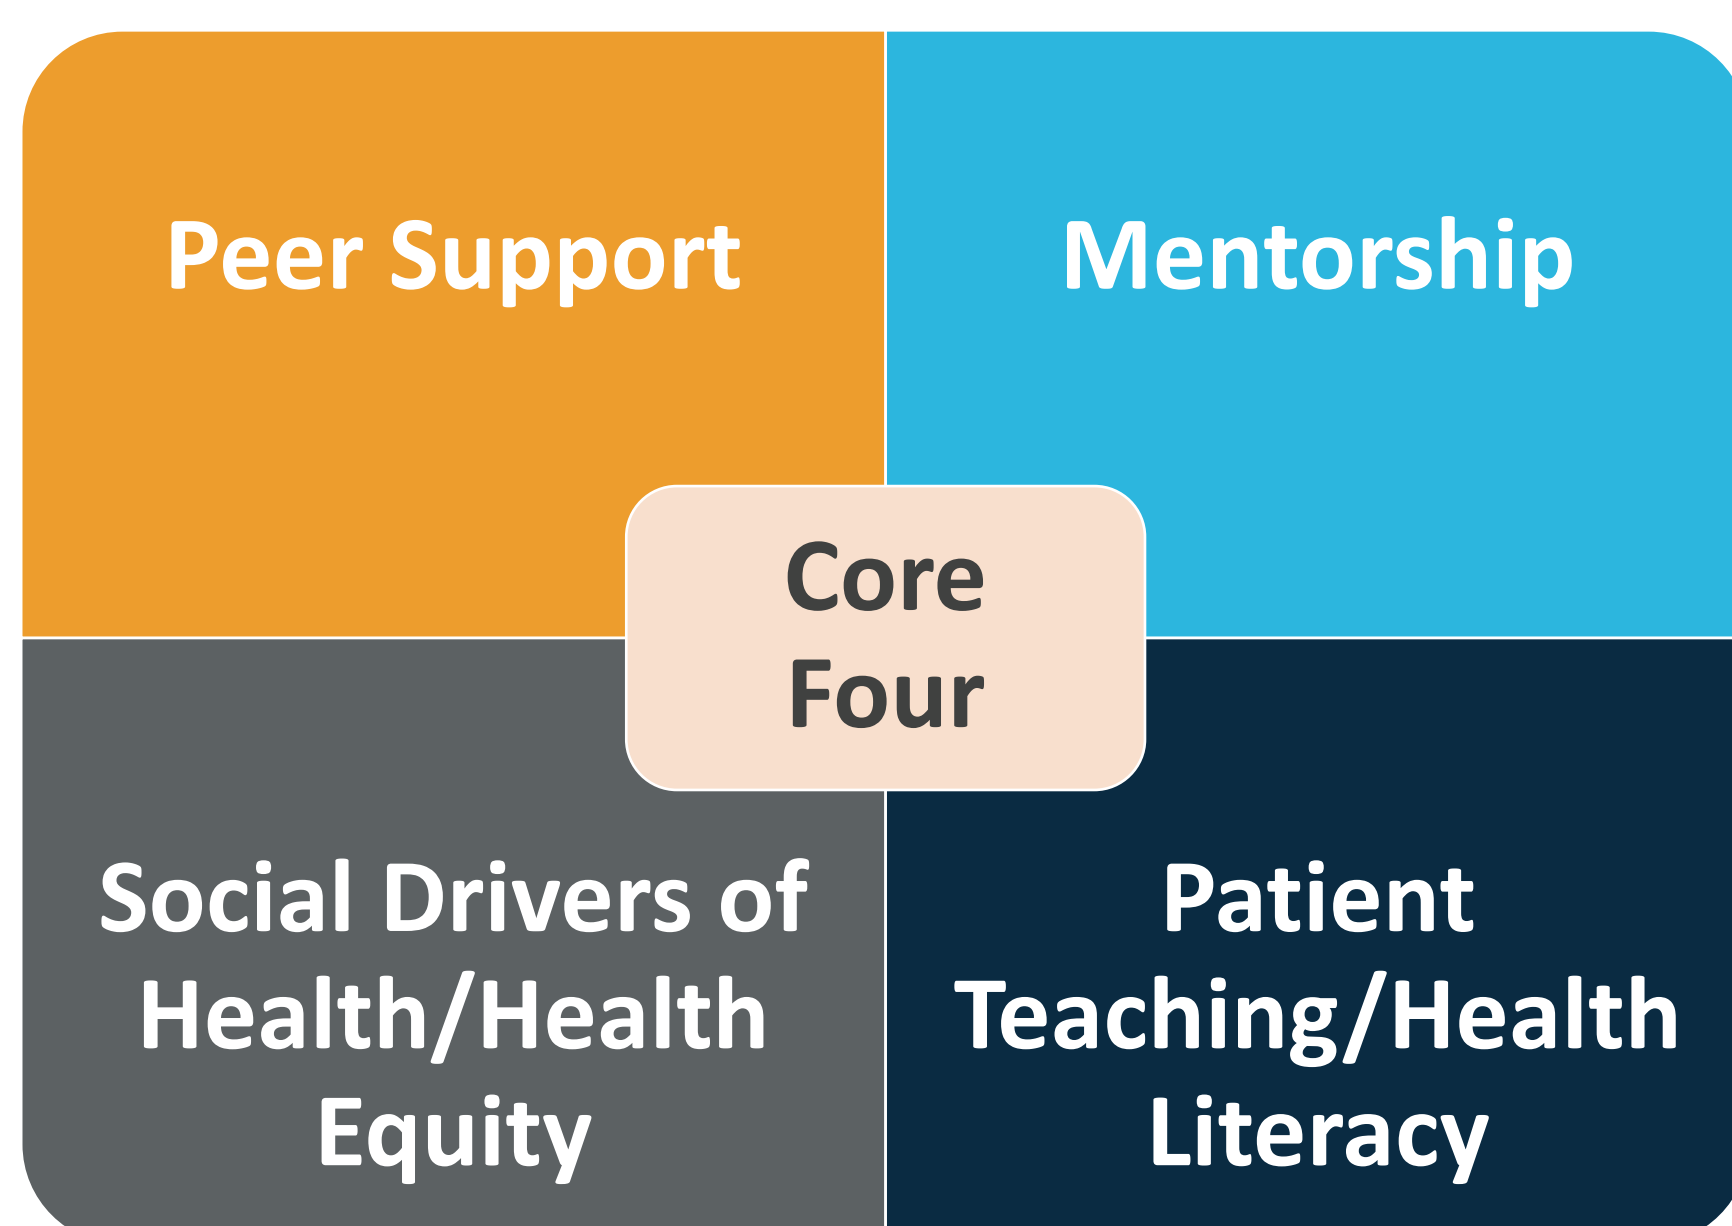 Peer Support
Mentorship
Core
Four
Social Drivers of
Health/Health
Equity
Patient
Teaching/Health
Literacy